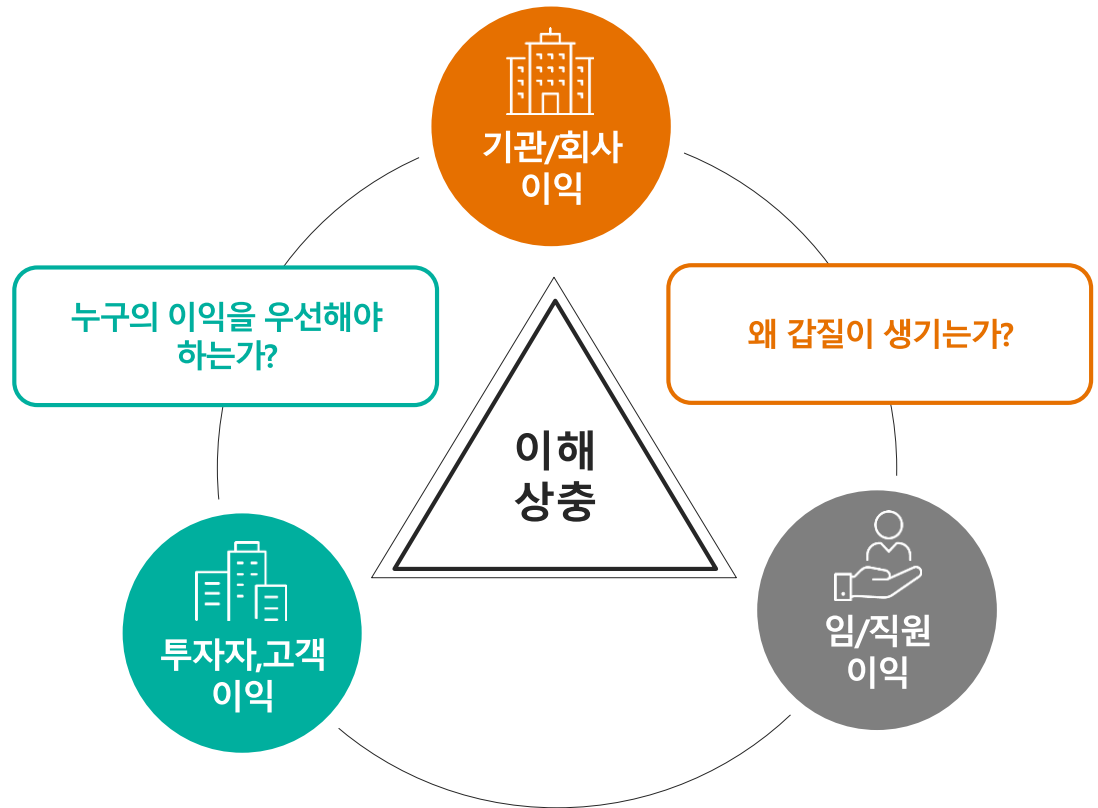 기관/회사
이익
누구의 이익을 우선해야
하는가?
왜 갑질이 생기는가?
이해
상충
투자자,고객
이익
임/직원
이익